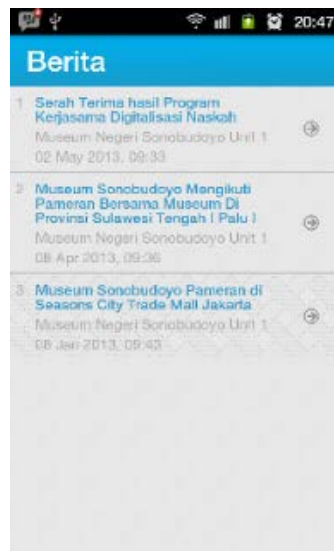 20:47
Berita
1 Serah Terima hasil Program
Kerjasama Digitalisasi Naskah
Museum Negeri Sonobudoyo Unit 1
02 May 2013, 09:33
2 Museum Sonobudoyo Mengikuti
Pameran Bersama Museum Di
Provinsi Sulawesi Tengah ( Palu )
Museum Negeri Sonobudoyo Unit 1
08 Apr 2013, 09:36
3 Museum Sonobudoyo Pameran di
Seasons City Trade Mall Jakarta
Museum Negeri Sonobudoyo Unit 1
08 Jan 2013, 09:43